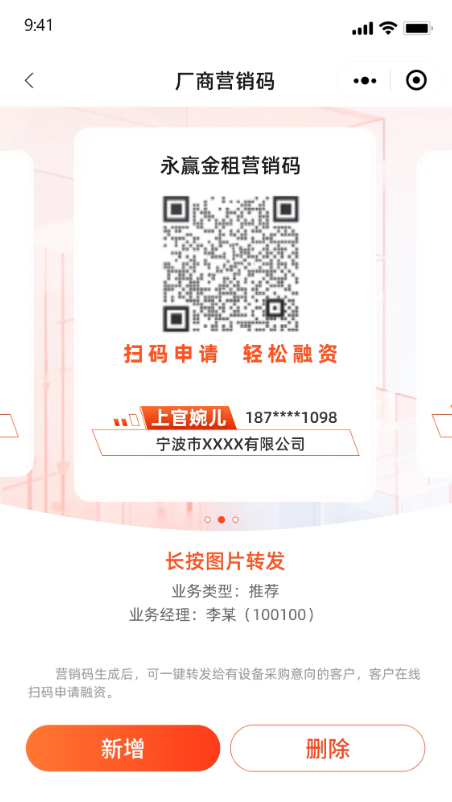 9:41
厂商营销码
永赢金租营销码
扫码申请 轻松融资
上官婉儿 187****1098
宁波市XXXX有限公司
长按图片转发
业务类型：推荐
业务经理：李某（100100）
营销码生成后，可一键转发给有设备采购意向的客户，客户在线
扫码申请融资。
新增 删除